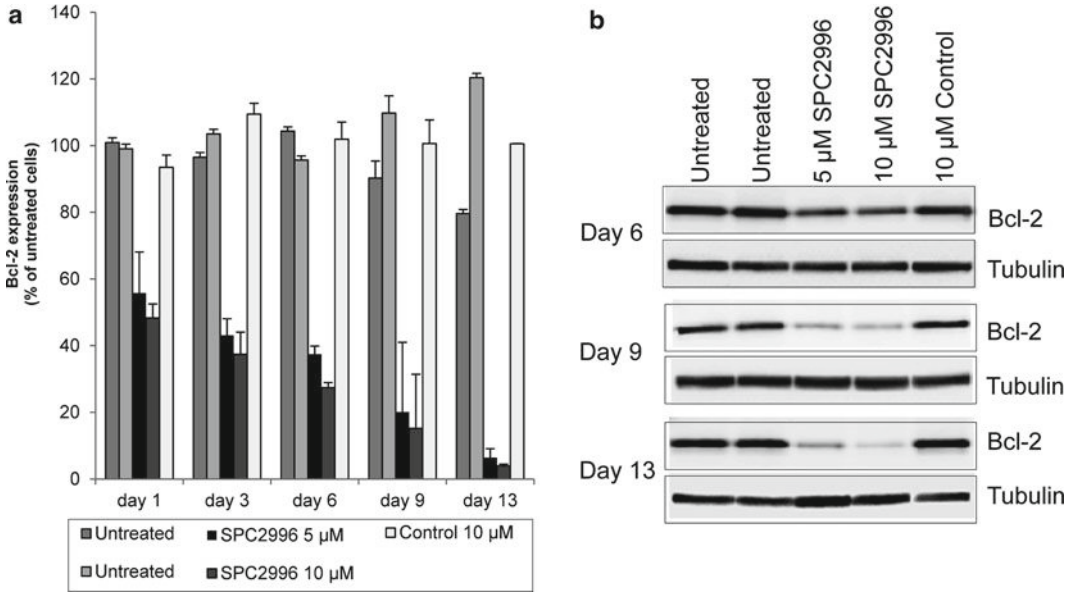 a
Bcl-2 expression
(% of untreated cells)
140
120
100
80
60
40
20
0
day 1
day 3
day 6
day 9
day 13
Untreated
SPC2996 5 µM
Control 10 µM
Untreated
SPC2996 10 µM
b
Untreated
Untreated
5 µM SPC2996
10 µM SPC2996
10 µM Control
Day 6
Bcl-2
Tubulin
Day 9
Bcl-2
Tubulin
Day 13
Bcl-2
Tubulin